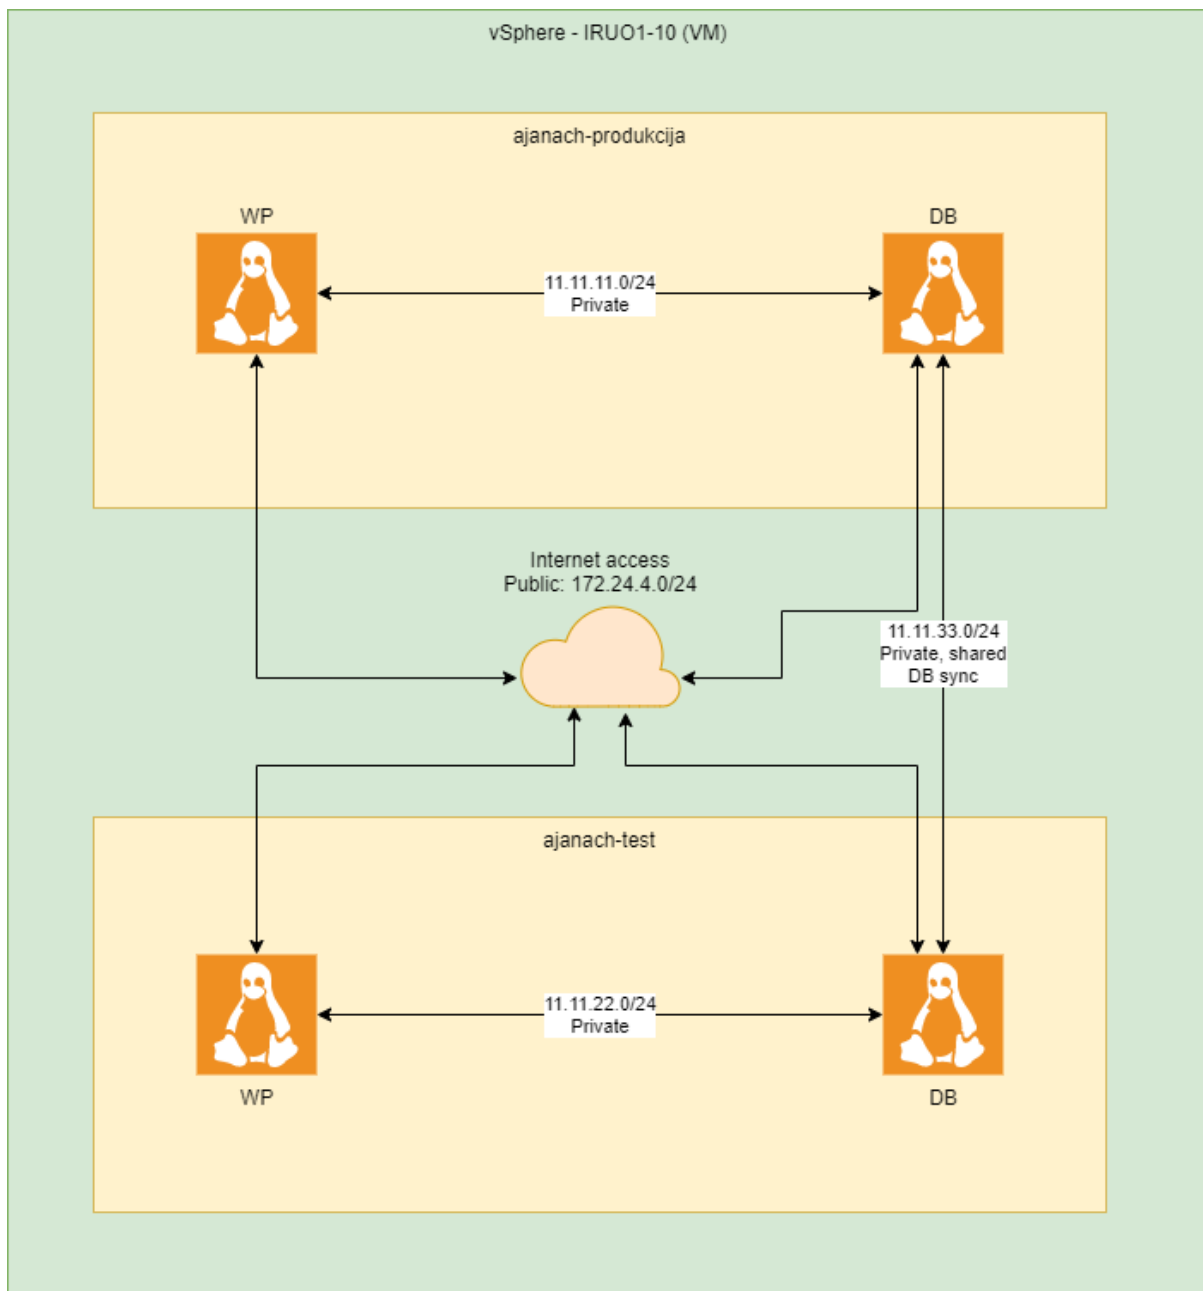 vSphere - IRUO1-10 (VM)
ajanach-produkcija
WP
DB
11.11.11.0/24
Private
Internet access
Public: 172.24.4.0/24
11.11.33.0/24
Private, shared
DB sync
ajanach-test
11.11.22.0/24
Private
WP
DB